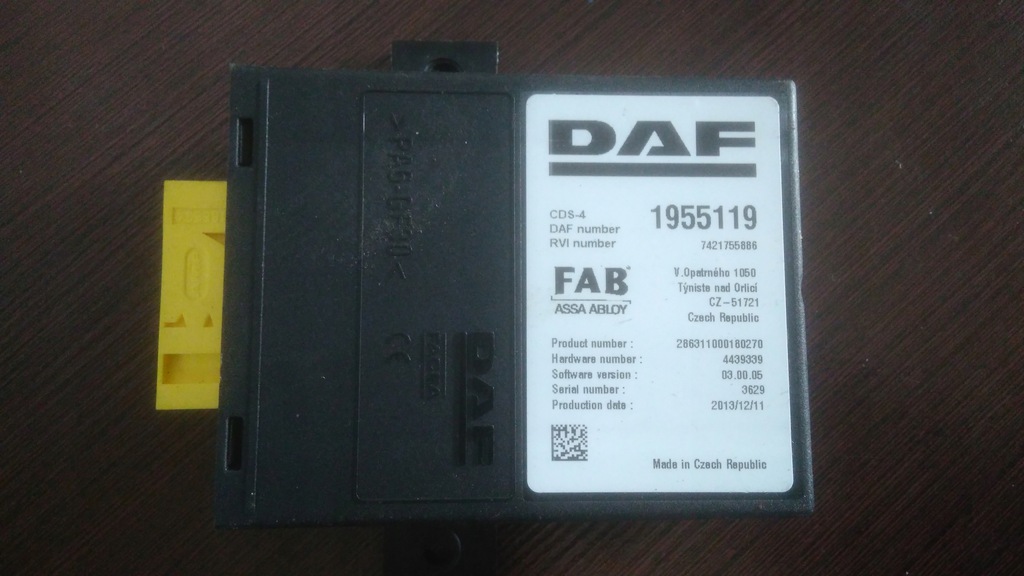 >PA6-GF30<
CE
DAF
DAF
CDS-4
DAF number 1955119
RVI number 7421755886
FAB
ASSA ABLOY
V.Opatrného 1050
Týniste nad Orlicí
CZ-51721
Czech Republic
Product number : 286311000180270
Hardware number : 4439339
Software version : 03.00.05
Serial number : 3629
Production date : 2013/12/11
Made in Czech Republic